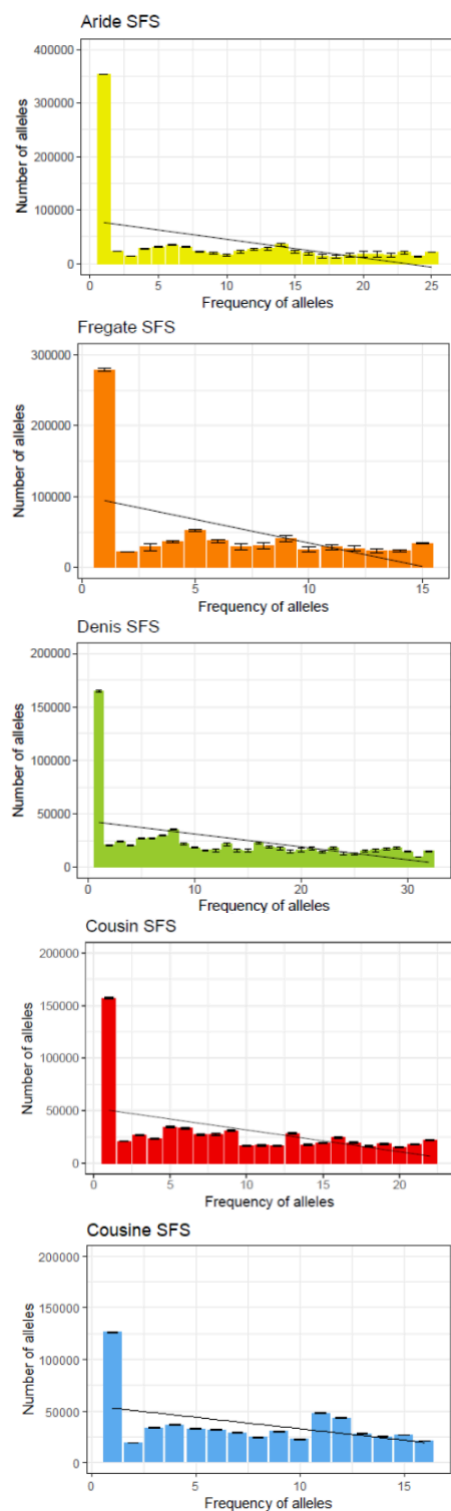 Aride SFS
400000
300000
200000
100000
0
Number of alleles
0 5 10 15 20 25
Frequency of alleles
Fregate SFS
300000
200000
100000
0
Number of alleles
0 5 10 15
Frequency of alleles
Denis SFS
200000
150000
100000
50000
0
Number of alleles
0 10 20 30
Frequency of alleles
Cousin SFS
200000
150000
100000
50000
0
Number of alleles
0 5 10 15 20
Frequency of alleles
Cousine SFS
200000
150000
100000
50000
0
Number of alleles
0 5 10 15
Frequency of alleles